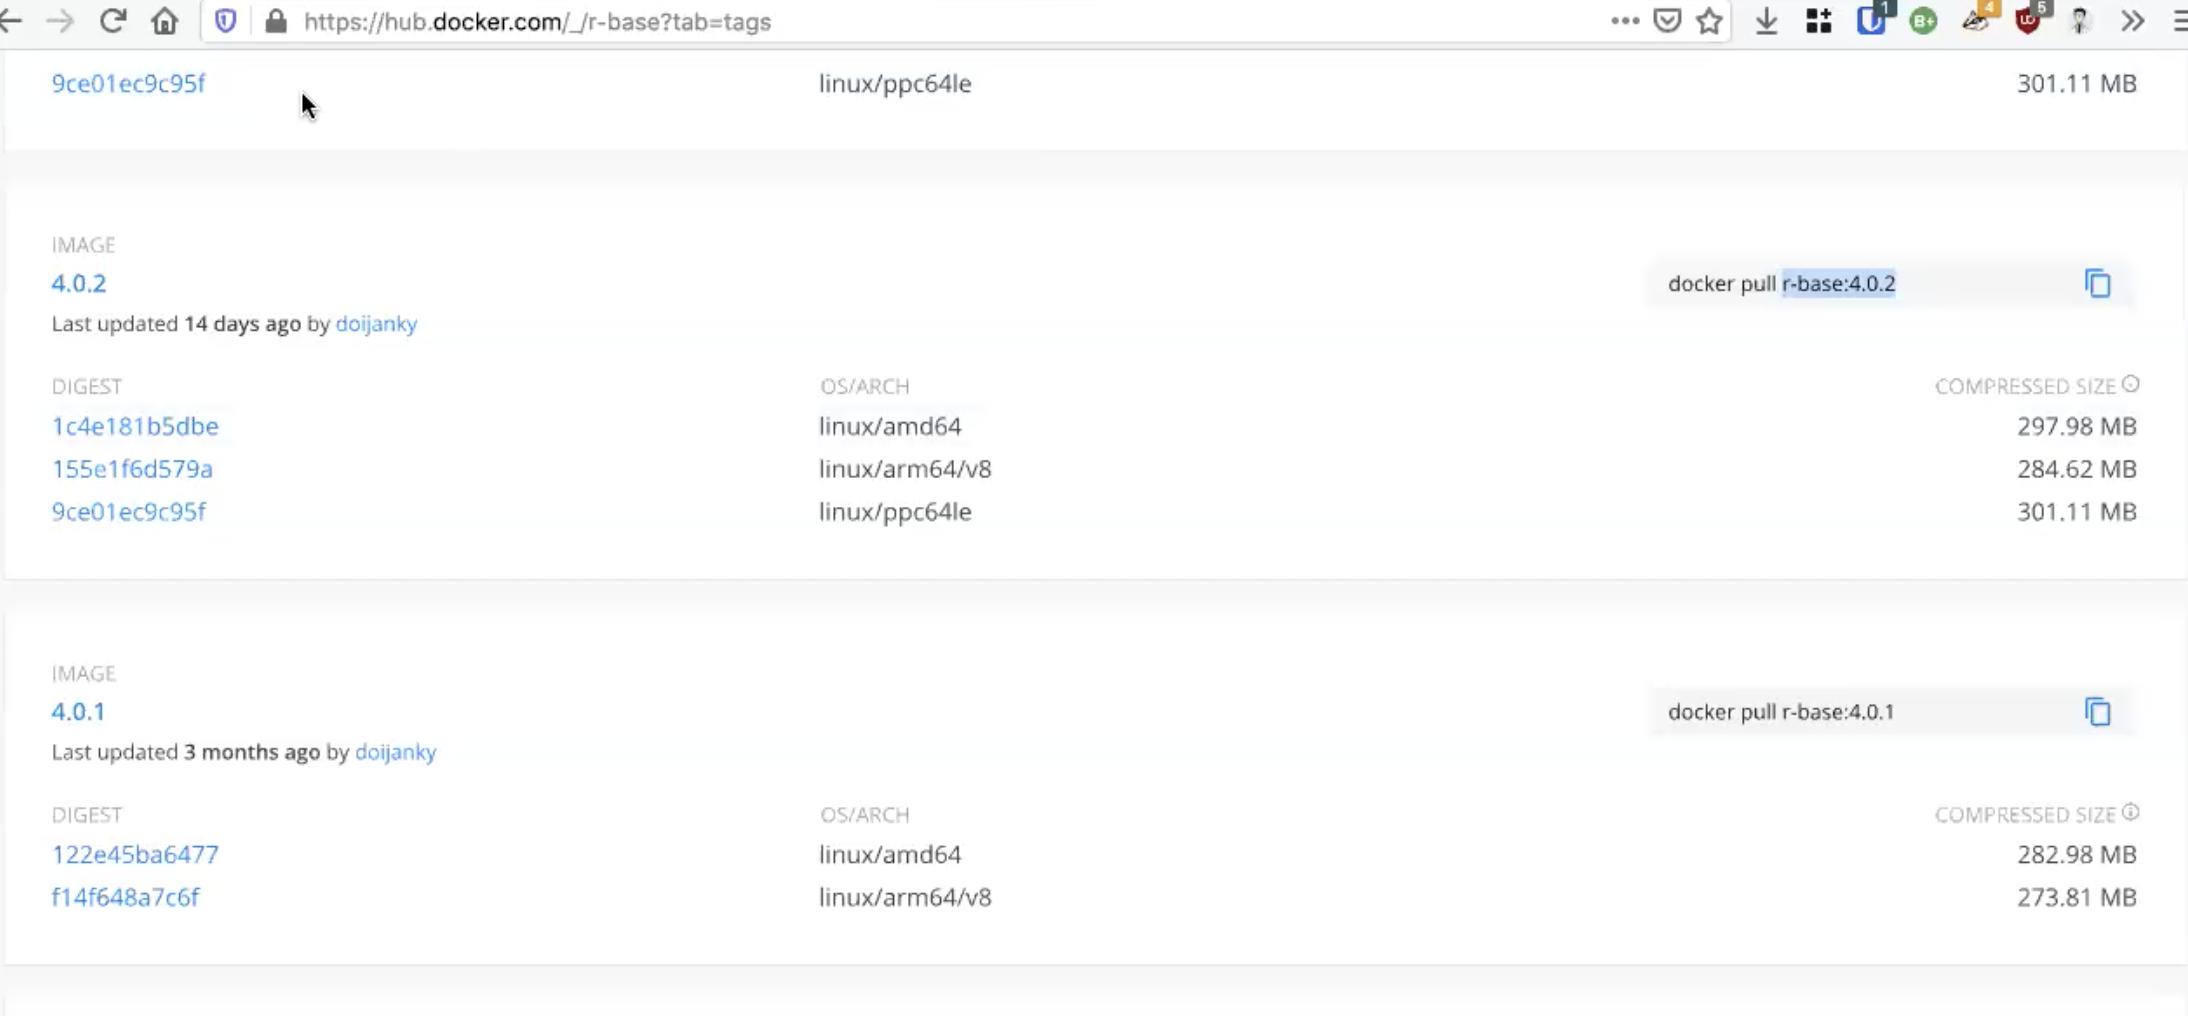 https://hub.docker.com/_/r-base?tab=tags
1
B+
4
5
9ce01ec9c95f linux/ppc64le 301.11 MB
IMAGE
4.0.2 docker pull r-base:4.0.2
Last updated 14 days ago by doijanky
DIGEST OS/ARCH COMPRESSED SIZE
1c4e181b5dbe linux/amd64 297.98 MB
155e1f6d579a linux/arm64/v8 284.62 MB
9ce01ec9c95f linux/ppc64le 301.11 MB
IMAGE
4.0.1 docker pull r-base:4.0.1
Last updated 3 months ago by doijanky
DIGEST OS/ARCH COMPRESSED SIZE
122e45ba6477 linux/amd64 282.98 MB
f14f648a7c6f linux/arm64/v8 273.81 MB